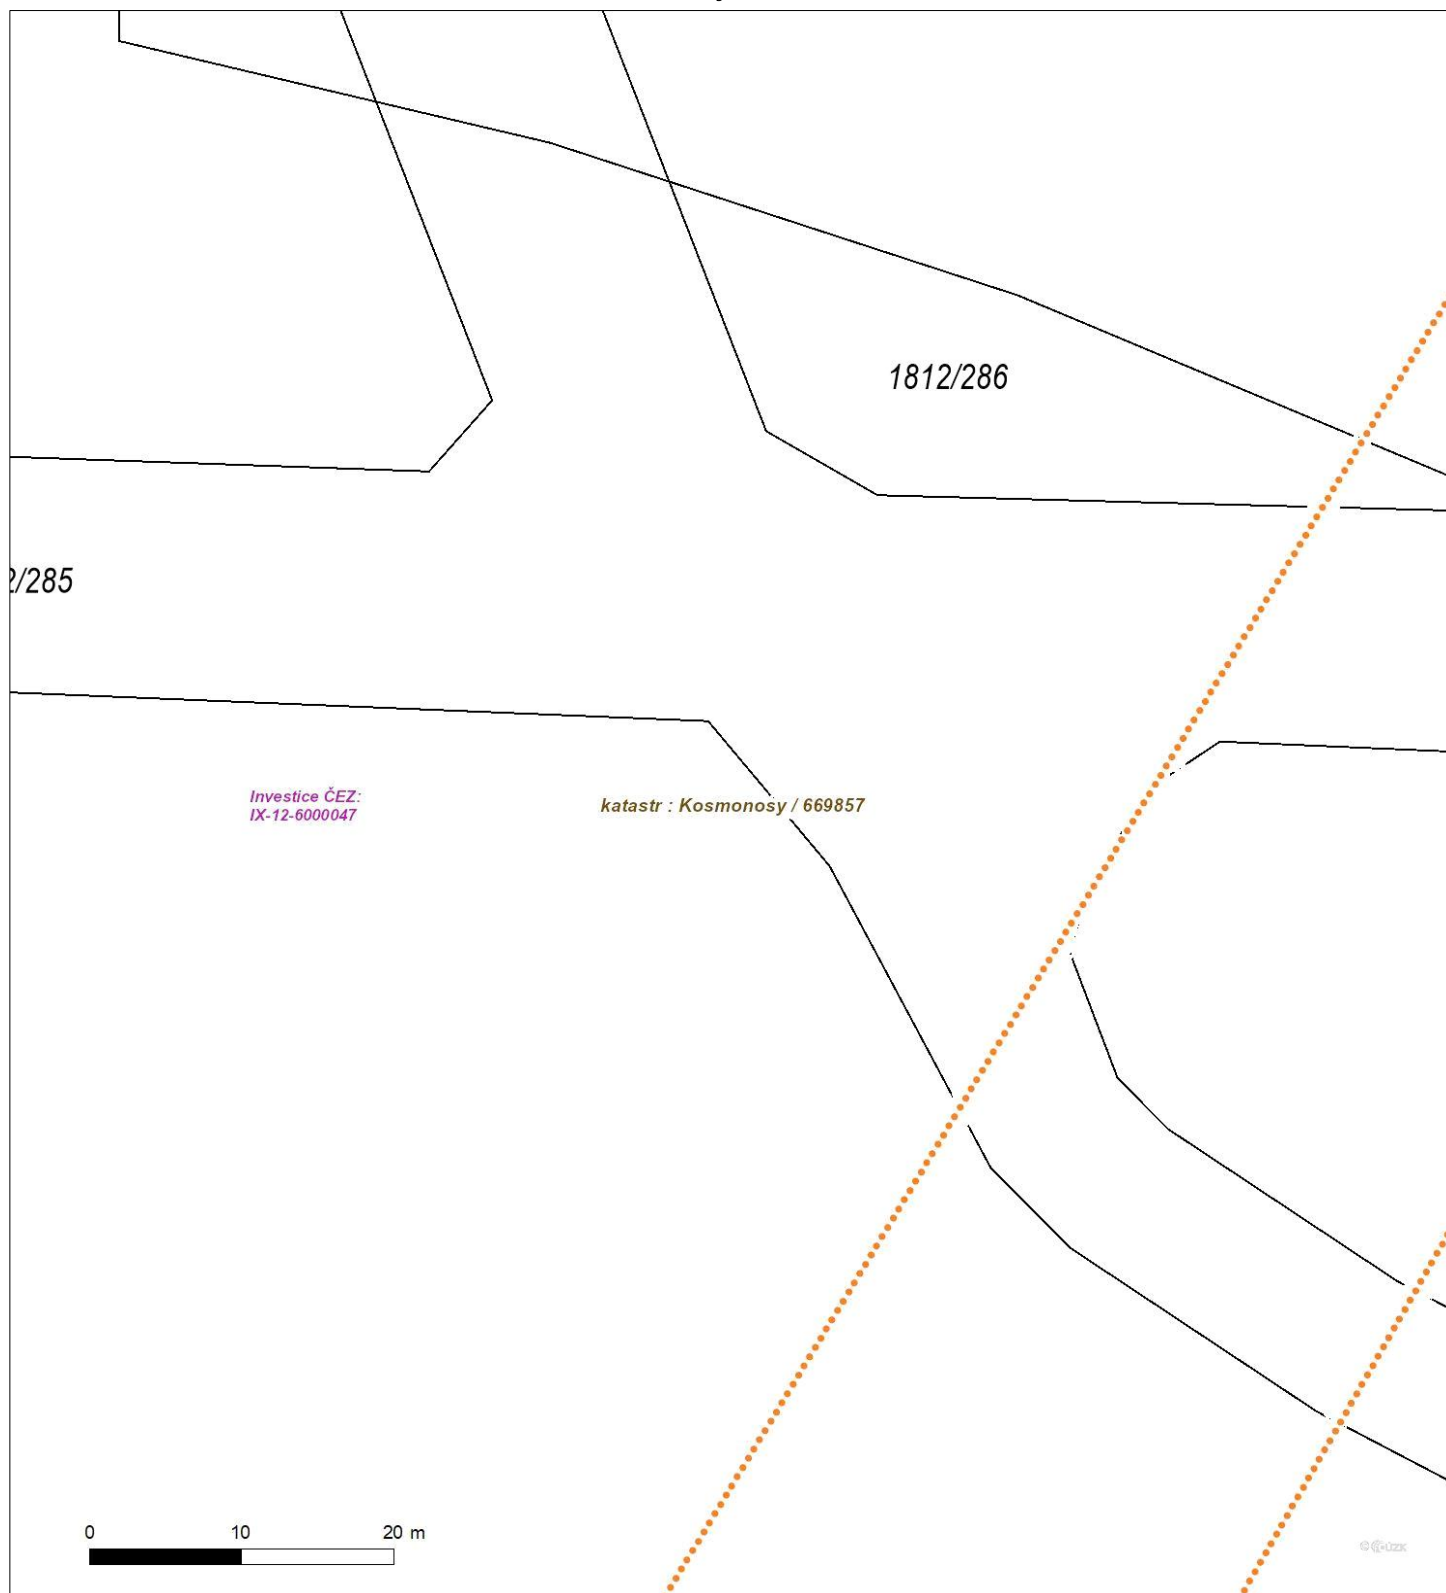 1812/286
2/285
Investice ČEZ:
IX-12-6000047
katastr : Kosmonosy / 669857
0 10 20 m